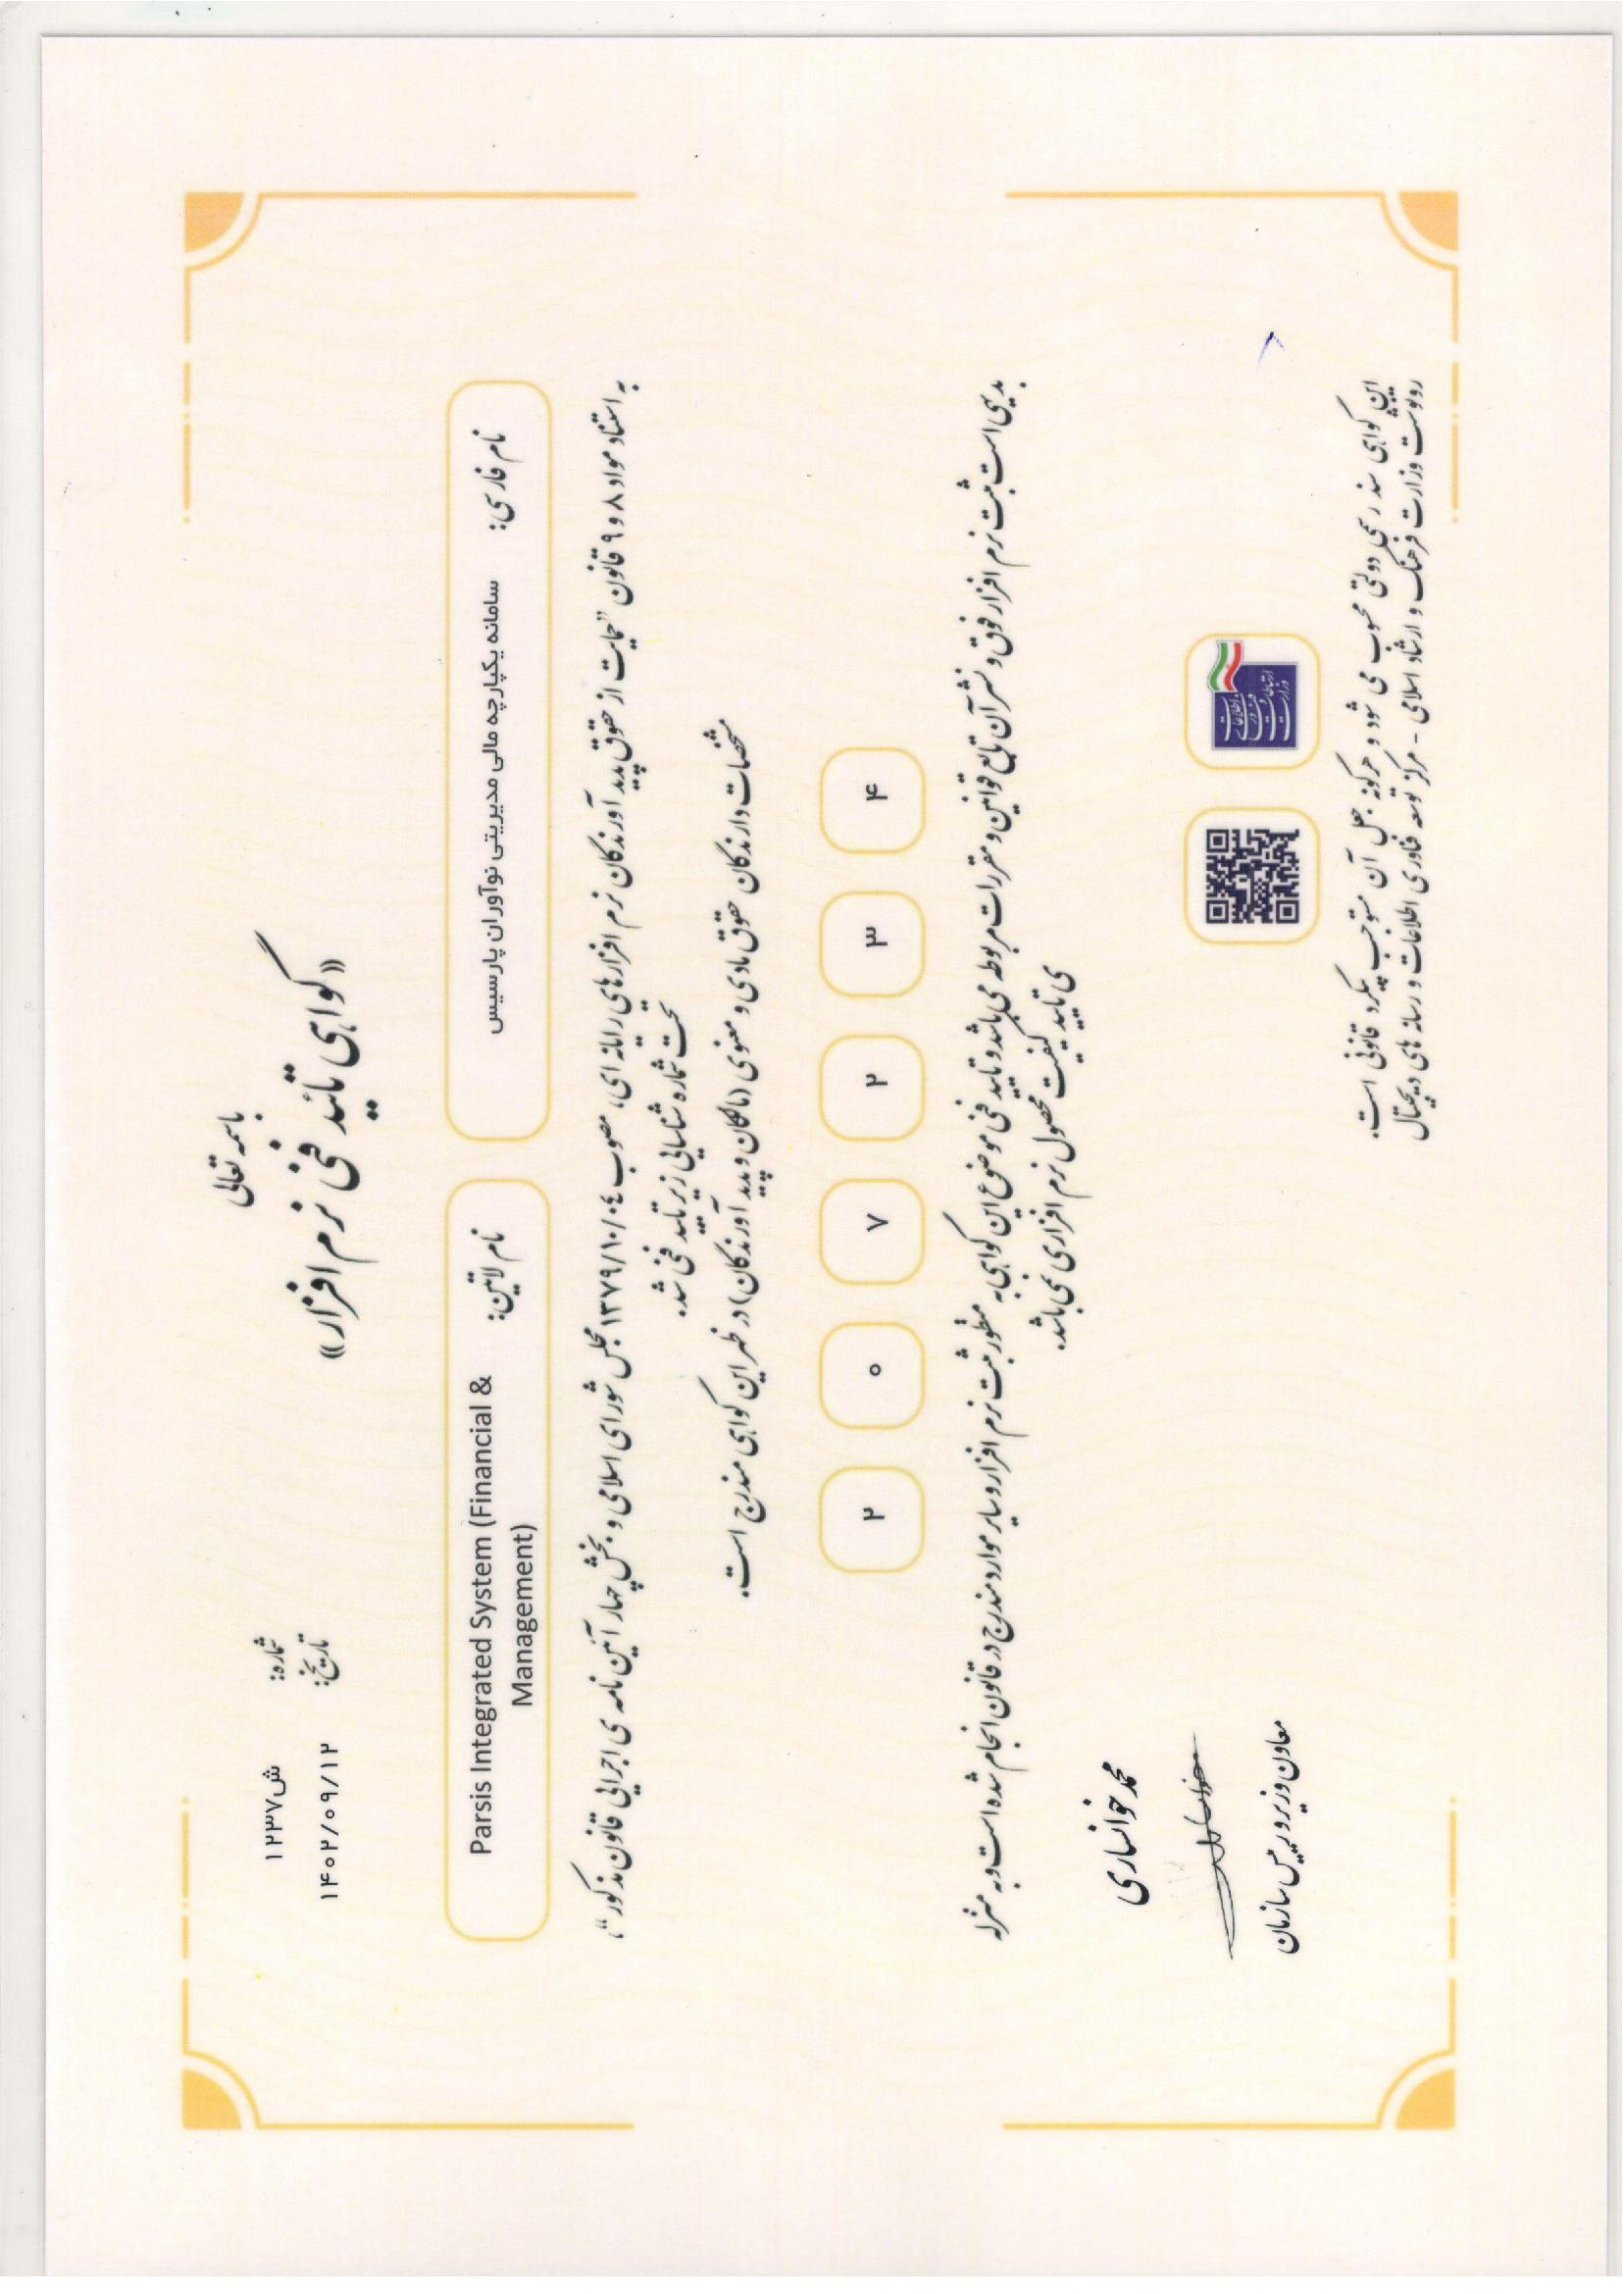 باسمه تعالی
«گواهی تائید فنی نرم افزار»
شماره: ش۱۲۳۷
تاریخ: ۱۴۰۲/۰۹/۱۲
نام فارسی: سامانه یکپارچه مالی مدیریتی نوآوران پارسیس
نام لاتین: Parsis Integrated System (Financial &
Management)
به استناد مواد ۸ و ۹ قانون "حمایت از حقوق پدید آورندگان نرم افزارهای رایانه ای، مصوب ۱۳۷۹/۱۰/۰٤ مجلس شورای اسلامی و بخش چهار آئین نامه ی اجرایی قانون مذکور"،
تحت شماره شناسایی زیر تایید فنی شد.
مشخصات دارندگان حقوق مادی و معنوی (مالکان و پدید آورندگان) در ظهر این گواهی مندرج است.
۲ ۰ ۷ ۲ ۳ ۴
بدیهی است ثبت نرم افزار فوق و نشر آن تابع قوانین و مقررات مربوطه می باشد و تایید فنی موضوع این گواهی به منظور ثبت نرم افزار و سایر موارد مندرج در قانون انجام شده است و به منزله
ی تایید کیفیت محصول نرم افزاری نمی باشد.
محمد خوانساری
معاون وزیر و رییس سازمان
وزارت ارتباطات و فناوری اطلاعات
این گواهی سند رسمی دولتی محسوب می شود و هرگونه جعل آن مستوجب پیگرد قانونی است.
رونوشت وزارت فرهنگ و ارشاد اسلامی - مرکز توسعه فناوری اطلاعات و رسانه های دیجیتال